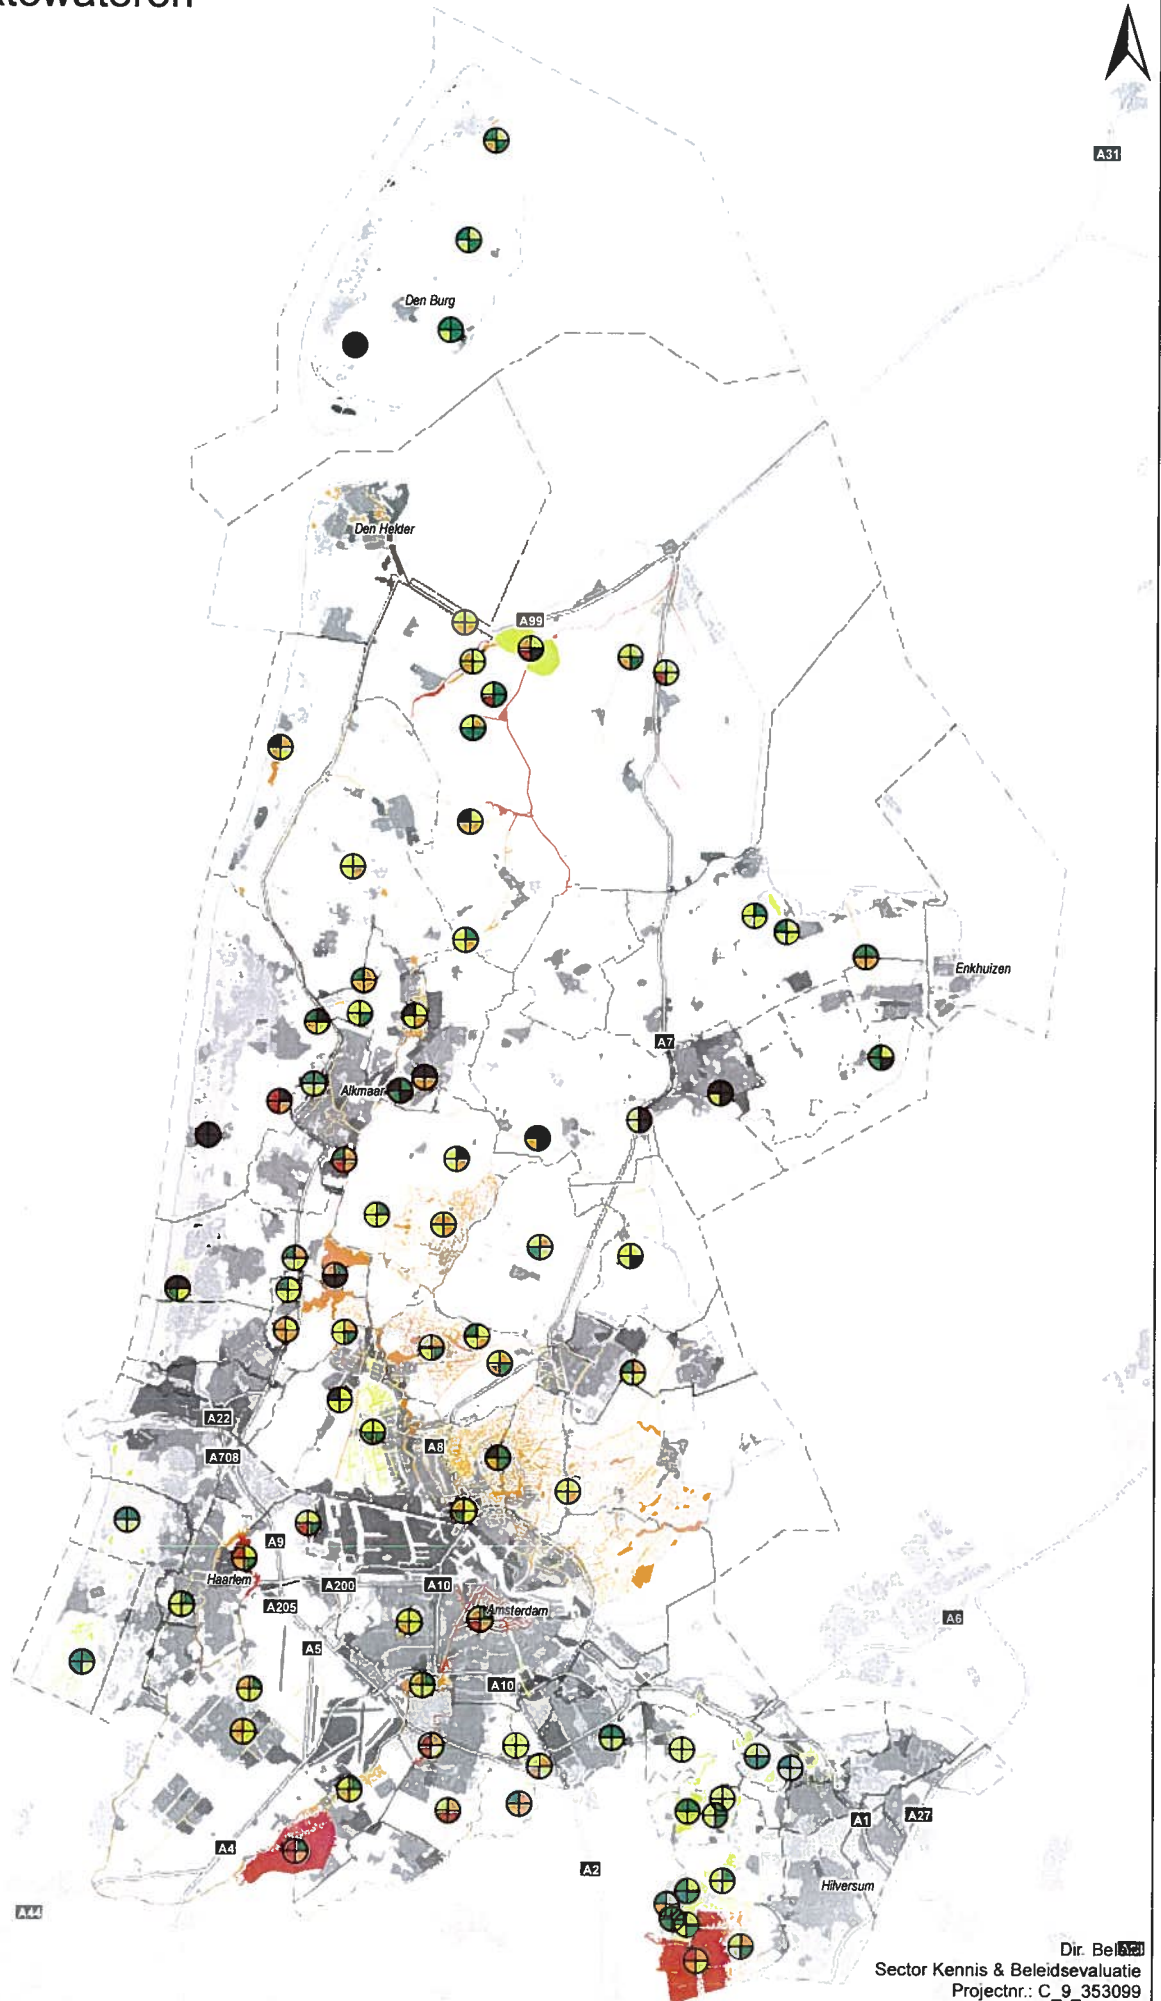 A31
Den Burg
Den Helder
A99
Enkhuizen
A7
Alkmaar
A22
A8
A708
A9
Haarlem
A200
A10
A205
Amsterdam
A6
A5
A10
A4
A1
A27
A2
Hilversum
A44
Dir.
Sector Kennis & Beleidsevaluatie
Projectnr.: C_9_353099